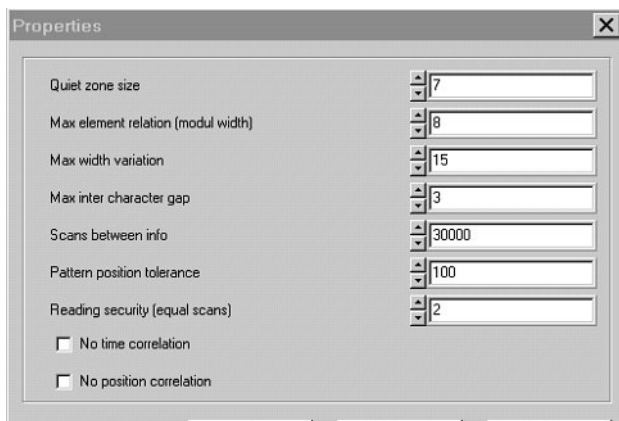 Properties
Quiet zone size 7
Max element relation (modul width) 8
Max width variation 15
Max inter character gap 3
Scans between info 30000
Pattern position tolerance 100
Reading security (equal scans) 2
No time correlation
No position correlation